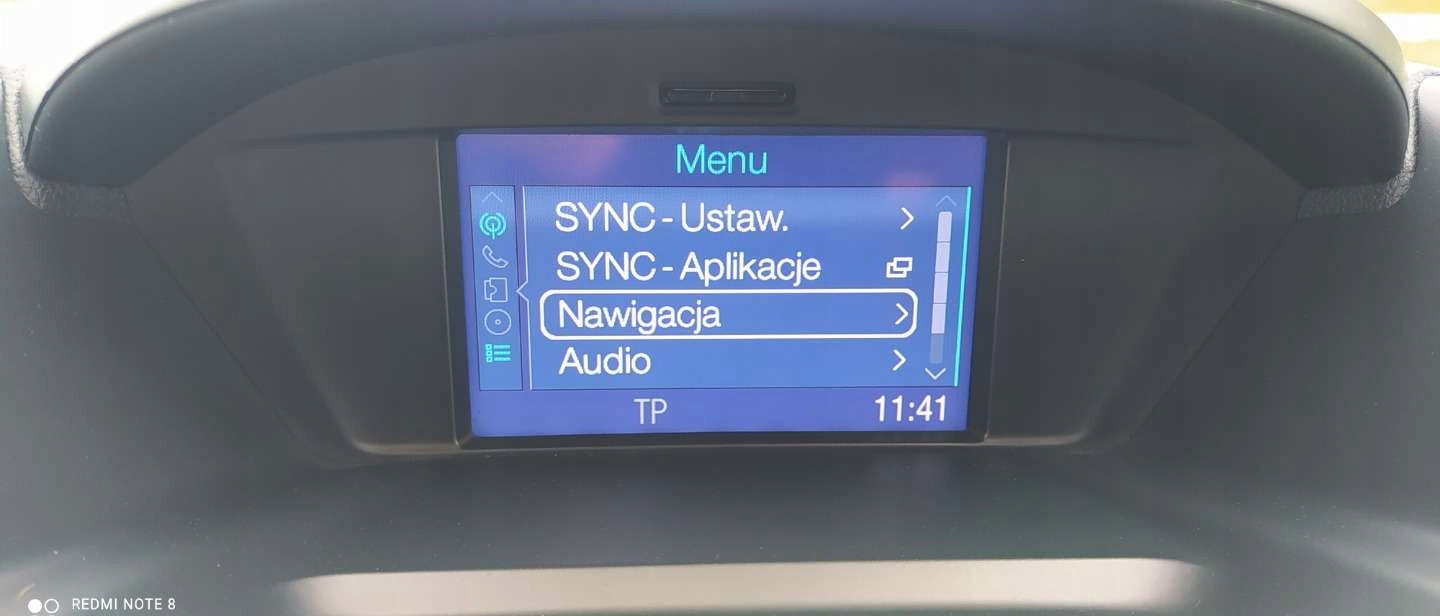 Menu
SYNC - Ustaw.
SYNC - Aplikacje
Nawigacja
Audio
TP 11:41
REDMI NOTE 8